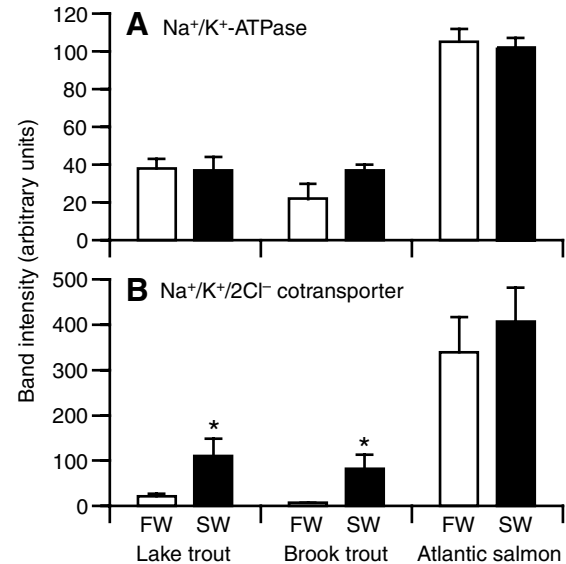 Band intensity (arbitrary units)
A Na⁺/K⁺-ATPase
120
100
80
60
40
20
0
B Na⁺/K⁺/2Cl⁻ cotransporter
500
400
300
200
100
0
* *
FW SW FW SW FW SW
Lake trout Brook trout Atlantic salmon